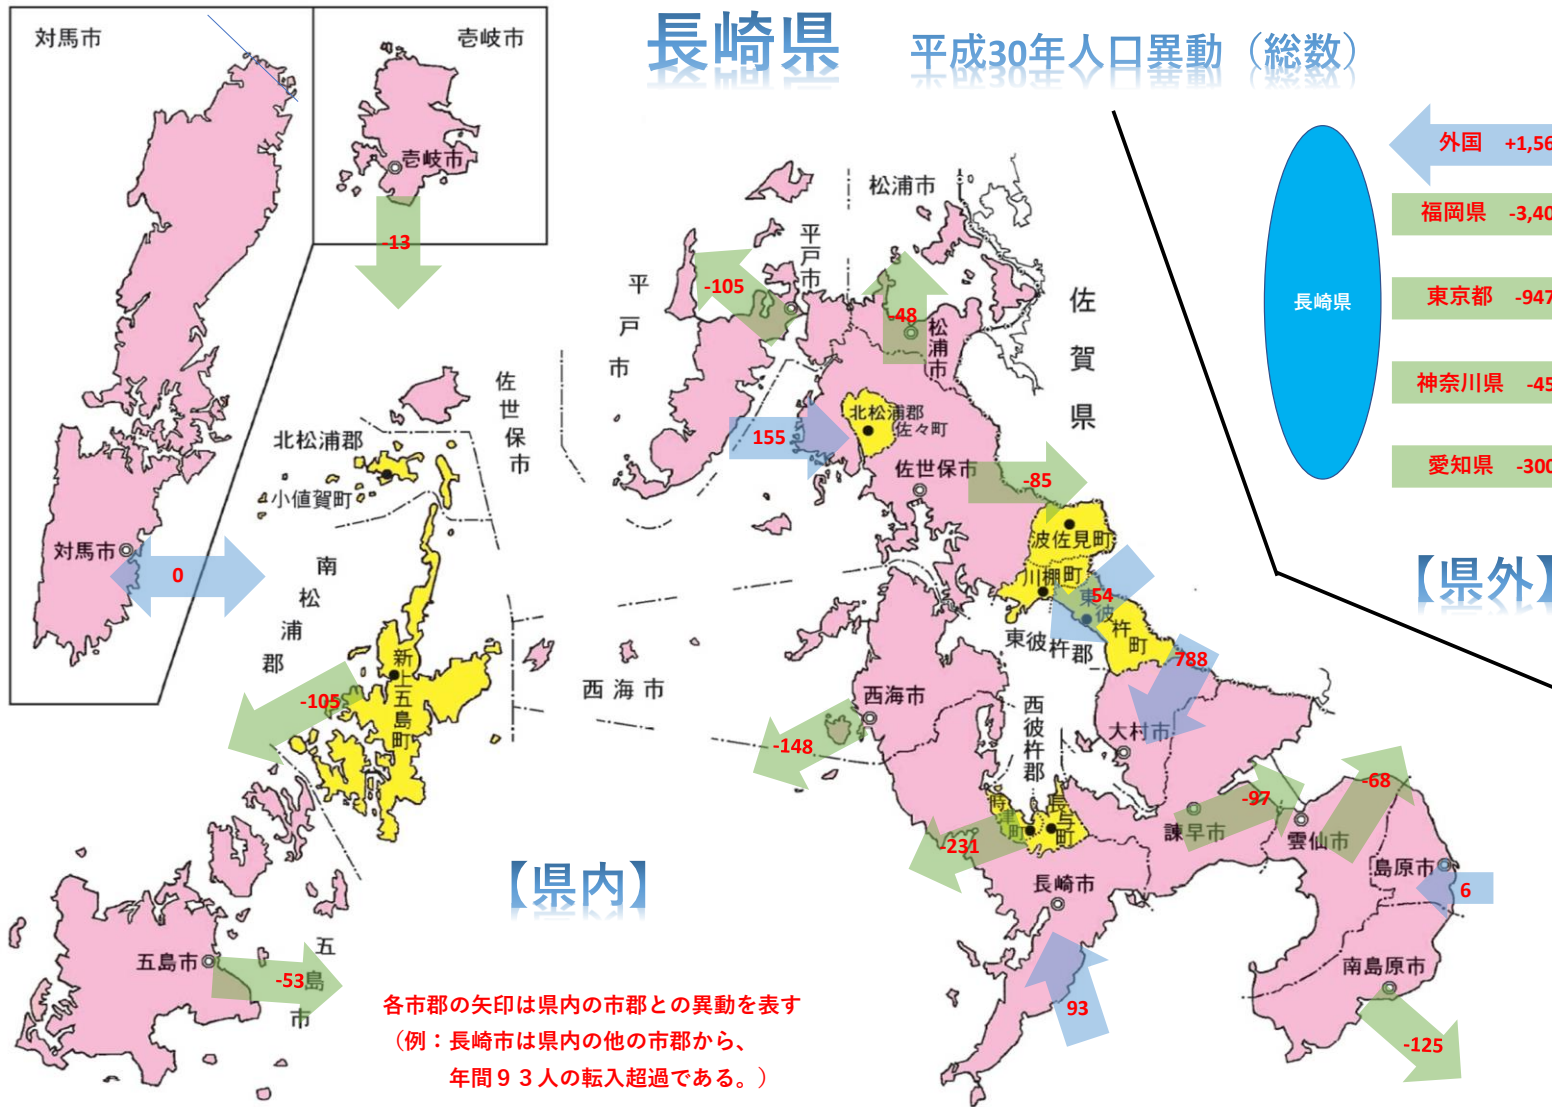 長崎県
平成30年人口異動（総数）
対馬市
壱岐市
壱岐市
-13
対馬市
0
外国 +1,56
福岡県 -3,40
東京都 -947
神奈川県 -45
愛知県 -300
長崎県
【県外】
松浦市
平戸市
平戸市
-105
-48
松浦市
佐賀県
佐世保市
北松浦郡
小値賀町
155
北松浦郡
佐々町
佐世保市
-85
波佐見町
川棚町
54
東彼杵町
東彼杵郡
788
南松浦郡
新上五島町
-105
西海市
西海市
-148
西彼杵郡
大村市
時津町
長与町
-231
-97
諫早市
-68
雲仙市
島原市
6
長崎市
93
南島原市
-125
【県内】
五島市
-53
五島市
各市郡の矢印は県内の市郡との異動を表す
（例：長崎市は県内の他の市郡から、
年間９３人の転入超過である。）